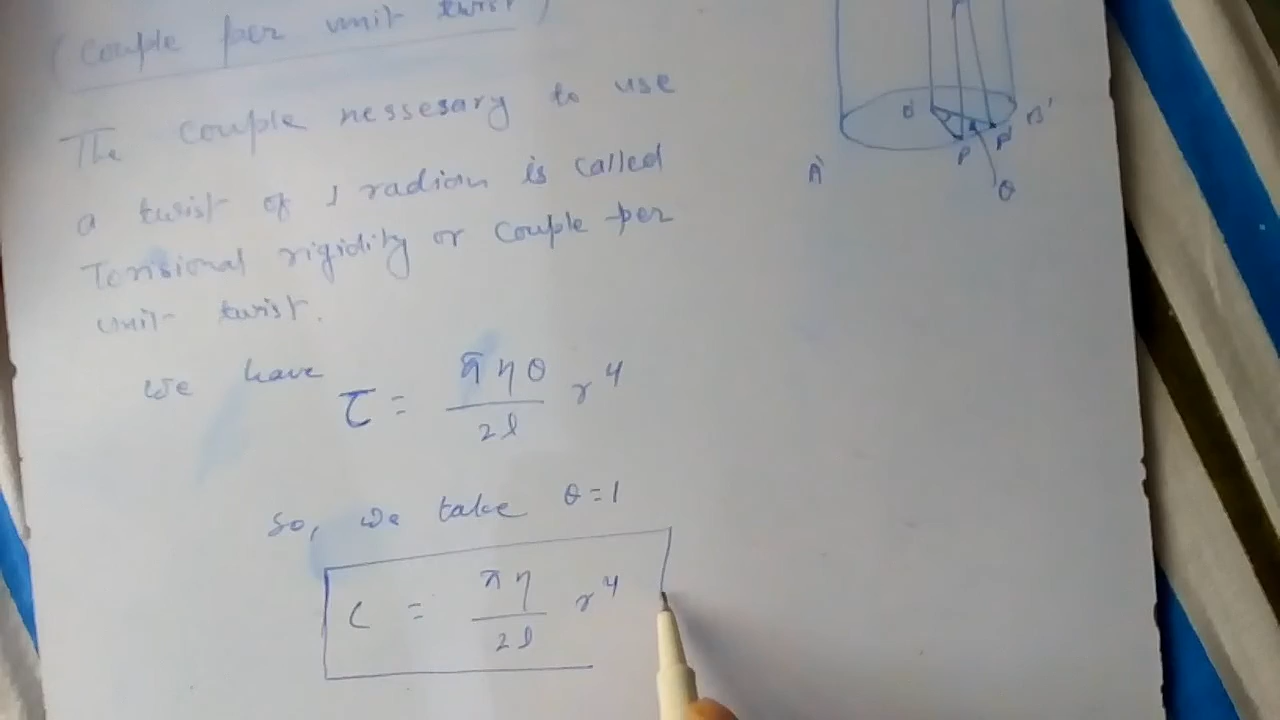 (Couple per unit twist)
The couple nessesary to use
a twist of 1 radian is called
Torsional rigidity or couple per
unit twist.
We have τ = πηθ/2l r⁴
So, we take θ = 1
C = πη/2l r⁴
O
P
P'
B'
A'
θ